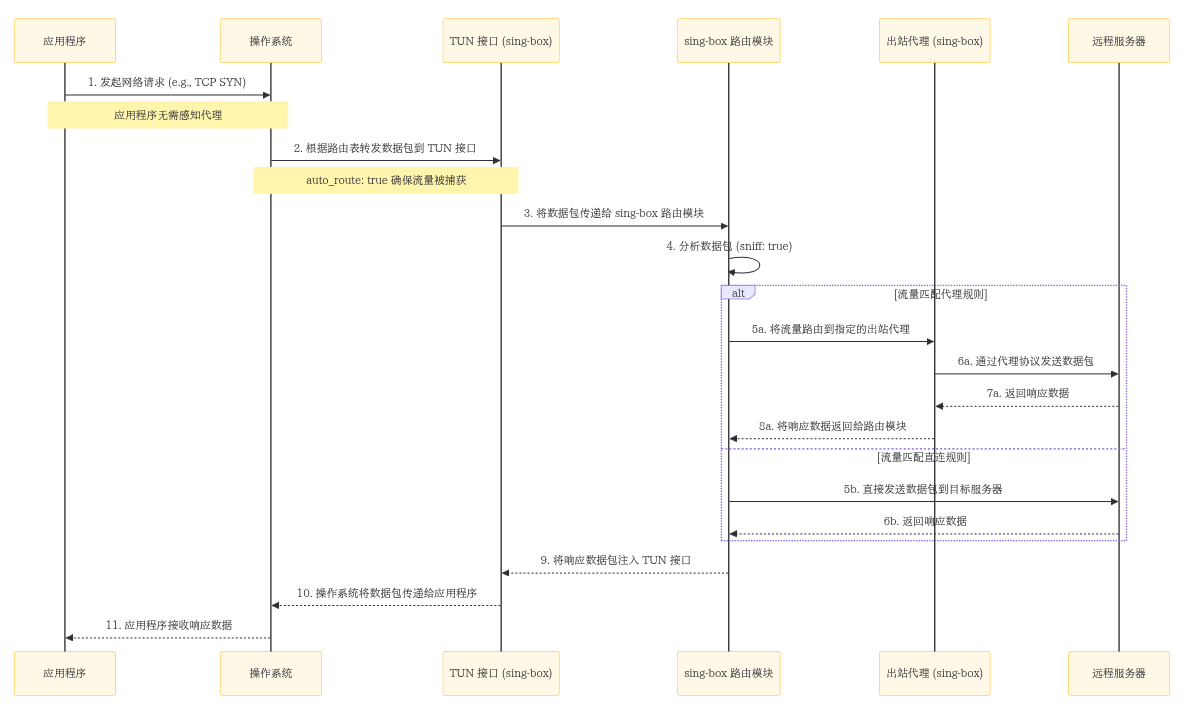 应用程序
操作系统
TUN 接口 (sing-box)
sing-box 路由模块
出站代理 (sing-box)
远程服务器
1. 发起网络请求 (e.g., TCP SYN)
应用程序无需感知代理
2. 根据路由表转发数据包到 TUN 接口
auto_route: true 确保流量被捕获
3. 将数据包传递给 sing-box 路由模块
4. 分析数据包 (sniff: true)
alt
[流量匹配代理规则]
5a. 将流量路由到指定的出站代理
6a. 通过代理协议发送数据包
7a. 返回响应数据
8a. 将响应数据返回给路由模块
[流量匹配直连规则]
5b. 直接发送数据包到目标服务器
6b. 返回响应数据
9. 将响应数据包注入 TUN 接口
10. 操作系统将数据包传递给应用程序
11. 应用程序接收响应数据
应用程序
操作系统
TUN 接口 (sing-box)
sing-box 路由模块
出站代理 (sing-box)
远程服务器